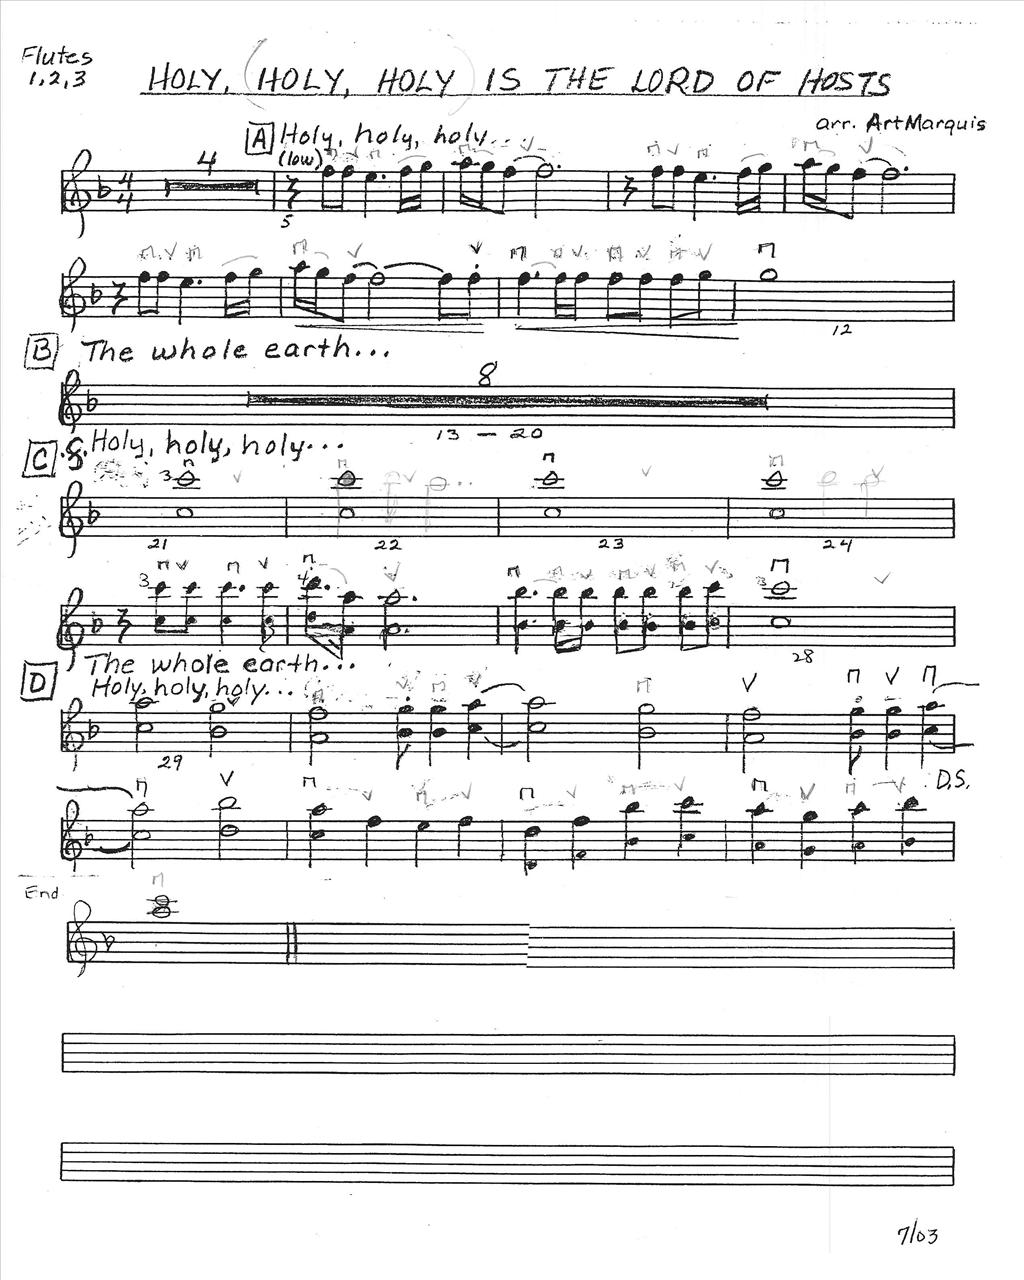 Flutes
1,2,3
HOLY, (HOLY, HOLY) IS THE LORD OF HOSTS
arr. Art Marquis
A Holy, holy, holy...
(low)
4
4
4
5
12
B The whole earth...
8
13 - 20
C Holy, holy, holy...
3
21 22 23 24
3 4 3
28
D The whole earth...
Holy, holy, holy...
29
D.S.
End
7/03